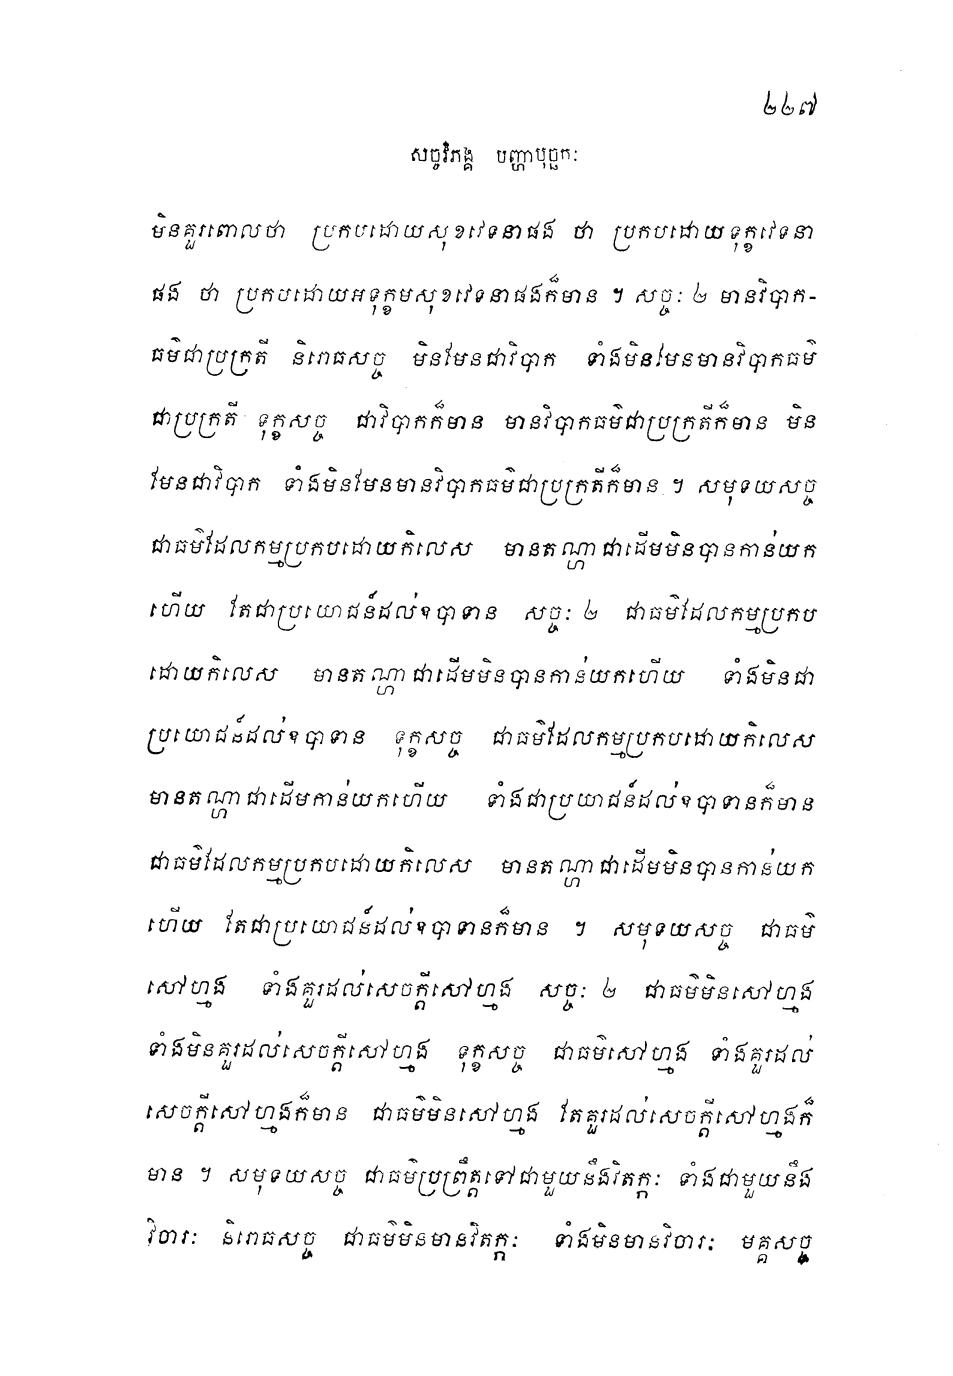 ២២៧
សច្ចវិភង្គ បញ្ហាបុច្ឆកៈ
មិនគួរពោលថា ប្រកបដោយសុខវេទនាផង ថា ប្រកបដោយទុក្ខវេទនា
ផង ថា ប្រកបដោយអទុក្ខមសុខវេទនាផងក៏មាន ។ សច្ចៈ ២ មានវិបាក-
ធម៌ជាប្រក្រតី និរោធសច្ច មិនមែនជាវិបាក ទាំងមិនមែនមានវិបាកធម៌
ជាប្រក្រតី ទុក្ខសច្ច ជាវិបាកក៏មាន មានវិបាកធម៌ជាប្រក្រតីក៏មាន មិន
មែនជាវិបាក ទាំងមិនមែនមានវិបាកធម៌ជាប្រក្រតីក៏មាន ។ សមុទយសច្ច
ជាធម៌ដែលកម្មប្រកបដោយកិលេស មានតណ្ហាជាដើមមិនបានកាន់យក
ហើយ តែជាប្រយោជន៍ដល់ឧបាទាន សច្ចៈ ២ ជាធម៌ដែលកម្មប្រកប
ដោយកិលេស មានតណ្ហាជាដើមមិនបានកាន់យកហើយ ទាំងមិនជា
ប្រយោជន៍ដល់ឧបាទាន ទុក្ខសច្ច ជាធម៌ដែលកម្មប្រកបដោយកិលេស
មានតណ្ហាជាដើមកាន់យកហើយ ទាំងជាប្រយោជន៍ដល់ឧបាទានក៏មាន
ជាធម៌ដែលកម្មប្រកបដោយកិលេស មានតណ្ហាជាដើមមិនបានកាន់យក
ហើយ តែជាប្រយោជន៍ដល់ឧបាទានក៏មាន ។ សមុទយសច្ច ជាធម៌
សៅហ្មង ទាំងគួរដល់សេចក្តីសៅហ្មង សច្ចៈ ២ ជាធម៌មិនសៅហ្មង
ទាំងមិនគួរដល់សេចក្តីសៅហ្មង ទុក្ខសច្ច ជាធម៌សៅហ្មង ទាំងគួរដល់
សេចក្តីសៅហ្មងក៏មាន ជាធម៌មិនសៅហ្មង តែគួរដល់សេចក្តីសៅហ្មងក៏
មាន ។ សមុទយសច្ច ជាធម៌ប្រព្រឹត្តទៅជាមួយនឹងវិតក្កៈ ទាំងជាមួយនឹង
វិចារៈ និរោធសច្ច ជាធម៌មិនមានវិតក្កៈ ទាំងមិនមានវិចារៈ មគ្គសច្ច